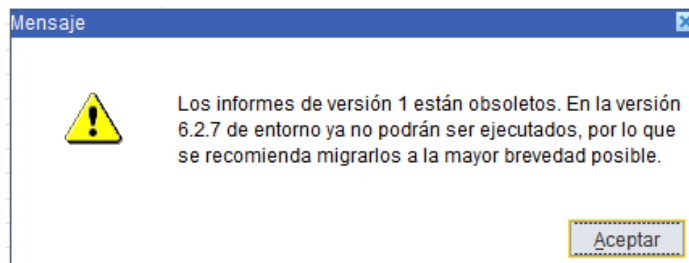 Mensaje
Los informes de versión 1 están obsoletos. En la versión
6.2.7 de entorno ya no podrán ser ejecutados, por lo que
se recomienda migrarlos a la mayor brevedad posible.
Aceptar